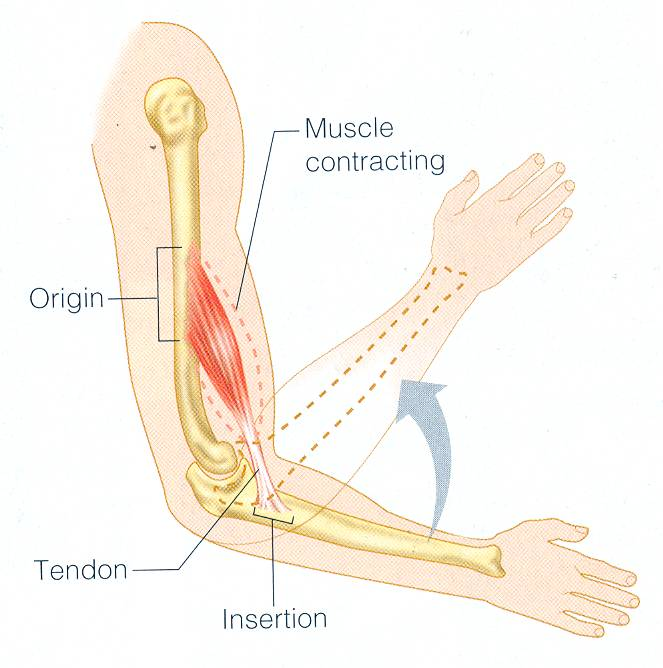 Muscle
contracting
Origin
Tendon
Insertion